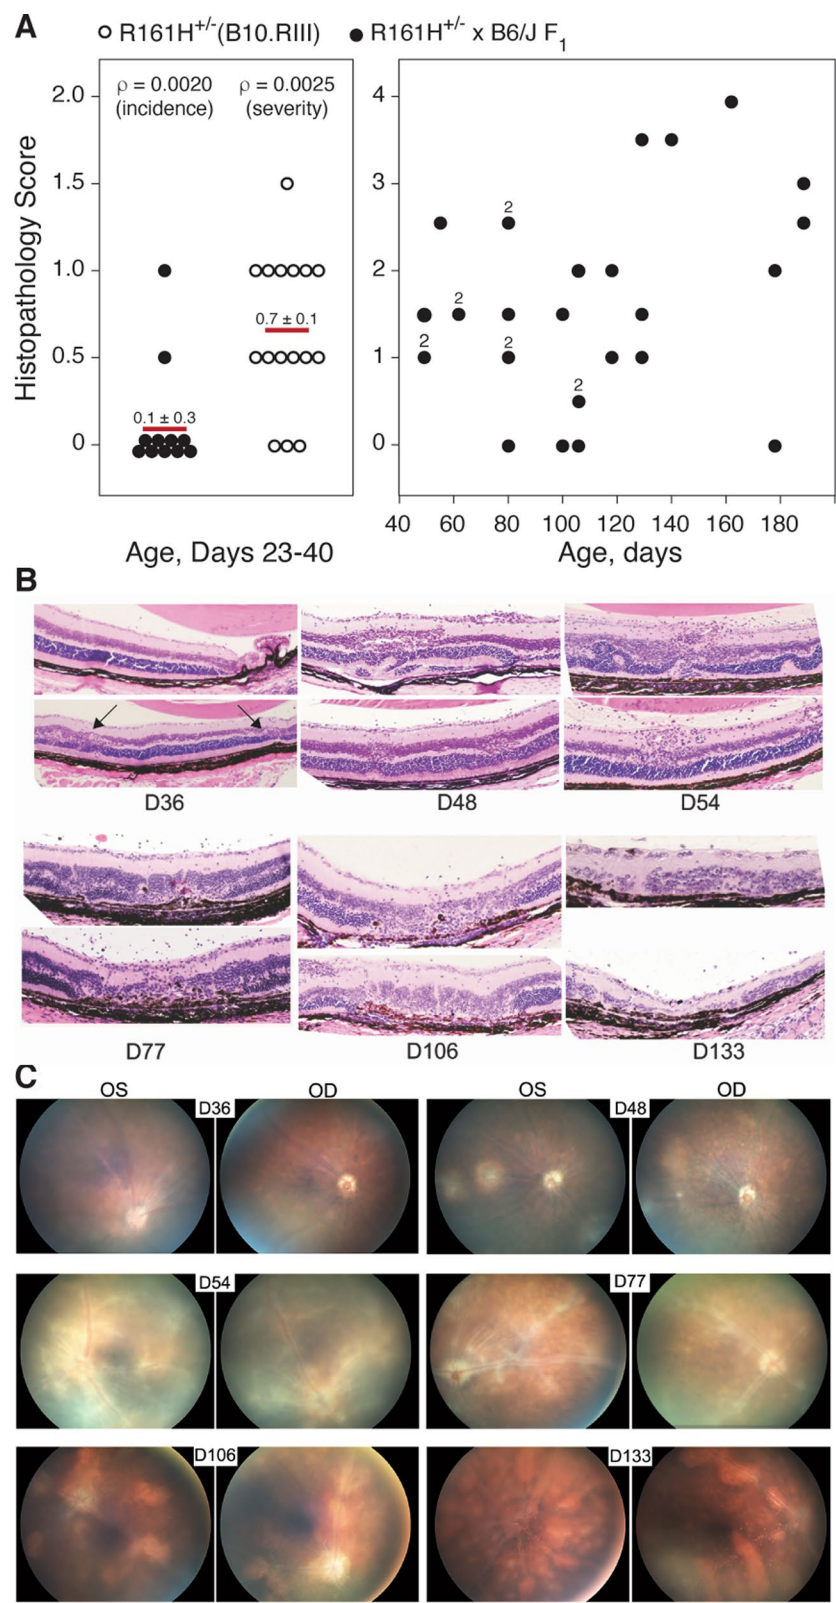 A
R161H+/-(B10.RIII) R161H+/- x B6/J F1
ρ = 0.0020 ρ = 0.0025
(incidence) (severity)
Histopathology Score
2.0
1.5
1.0
0.5
0
0.7 ± 0.1
0.1 ± 0.3
Age, Days 23-40
4
3
2
1
0
2
2
2
2
2
40 60 80 100 120 140 160 180
Age, days
B
D36 D48 D54
D77 D106 D133
C
OS OD OS OD
D36 D48
D54 D77
D106 D133